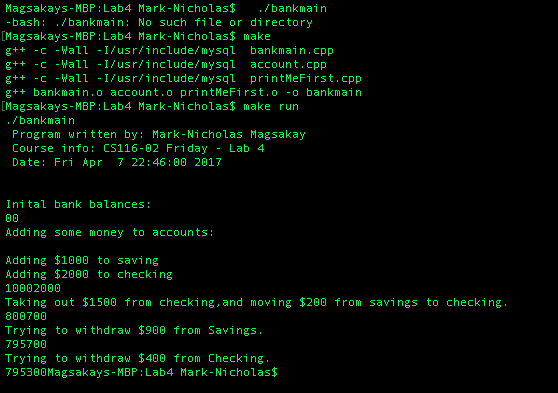 Magsakays-MBP:Lab4 Mark-Nicholas$   ./bankmain
-bash: ./bankmain: No such file or directory
[Magsakays-MBP:Lab4 Mark-Nicholas$ make
g++ -c -Wall -I/usr/include/mysql  bankmain.cpp
g++ -c -Wall -I/usr/include/mysql  account.cpp
g++ -c -Wall -I/usr/include/mysql  printMeFirst.cpp
g++ bankmain.o account.o printMeFirst.o -o bankmain
[Magsakays-MBP:Lab4 Mark-Nicholas$ make run
./bankmain
Program written by: Mark-Nicholas Magsakay
Course info: CS116-02 Friday - Lab 4
Date: Fri Apr  7 22:46:00 2017
Inital bank balances:
00
Adding some money to accounts:
Adding $1000 to saving
Adding $2000 to checking
10002000
Taking out $1500 from checking,and moving $200 from savings to checking.
800700
Trying to withdraw $900 from Savings.
795700
Trying to withdraw $400 from Checking.
795300Magsakays-MBP:Lab4 Mark-Nicholas$